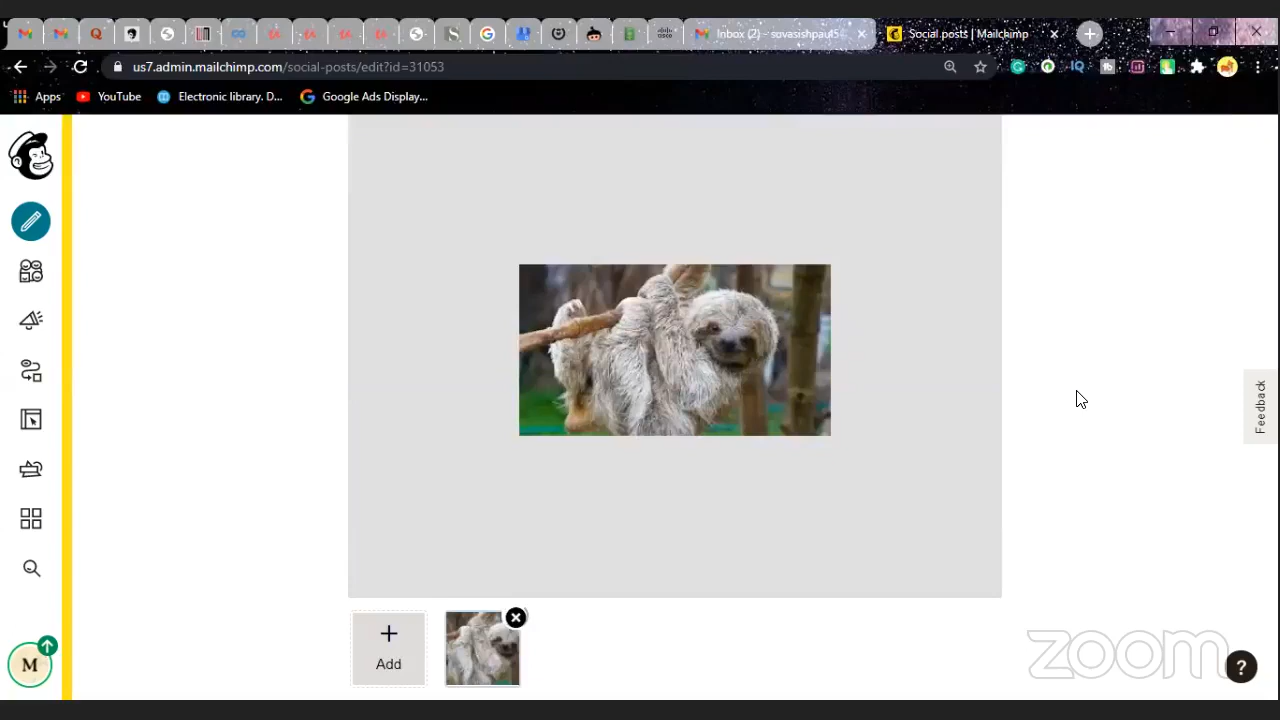 Inbox (2) - suvasishpaul5
Social posts | Mailchimp
us7.admin.mailchimp.com/social-posts/edit?id=31053
Apps
YouTube
Electronic library. D...
Google Ads Display...
Feedback
+
Add
M
zoom
?